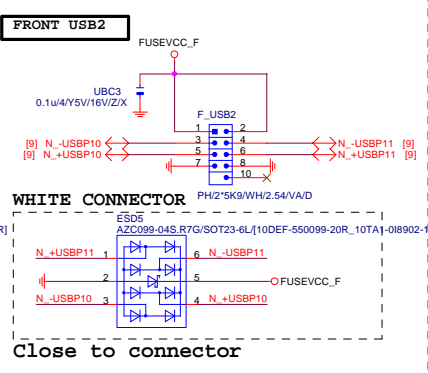 FRONT USB2
FUSEVCC_F
UBC3
0.1u/4/Y5V/16V/Z/X
F_USB2
1 2
[9] N_-USBP10 3 4 N_-USBP11 [9]
[9] N_+USBP10 5 6 N_+USBP11 [9]
7 8
10
PH/2*5K9/WH/2.54/VA/D
WHITE CONNECTOR
ESD5
R] AZC099-04S.R7G/SOT23-6L/[10DEF-550099-20R_10TA1-0I8902-1
N_+USBP11 1 6 N_-USBP11
2 5 FUSEVCC_F
N_-USBP10 3 4 N_+USBP10
Close to connector